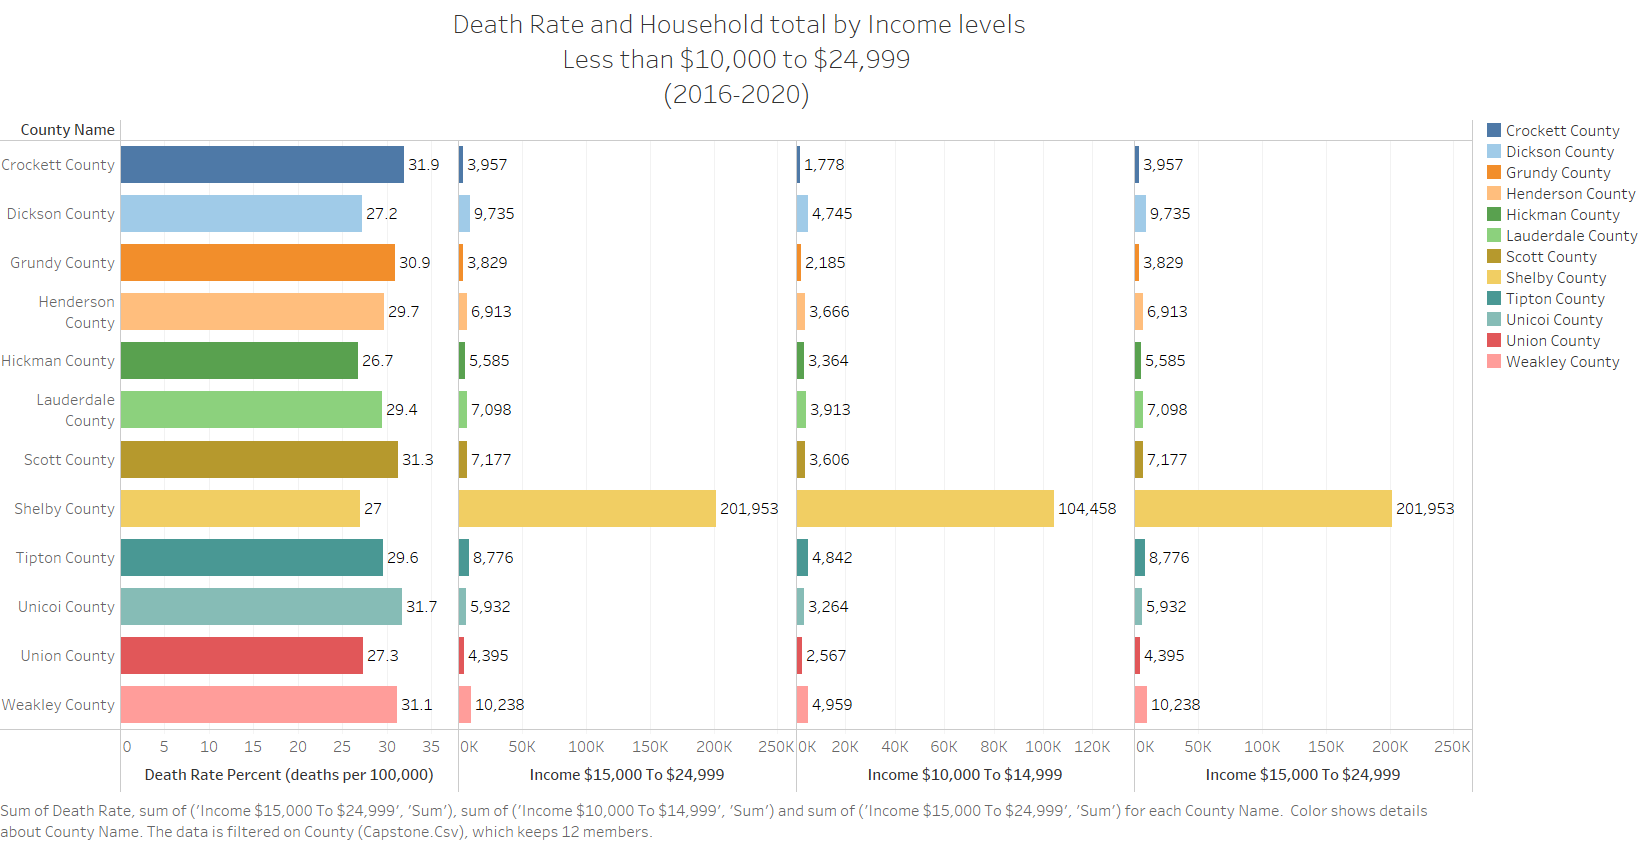 Death Rate and Household total by Income levels
Less than $10,000 to $24,999
(2016-2020)
County Name
Crockett County 31.9 3,957 1,778 3,957
Dickson County 27.2 9,735 4,745 9,735
Grundy County 30.9 3,829 2,185 3,829
Henderson
County 29.7 6,913 3,666 6,913
Hickman County 26.7 5,585 3,364 5,585
Lauderdale
County 29.4 7,098 3,913 7,098
Scott County 31.3 7,177 3,606 7,177
Shelby County 27 201,953 104,458 201,953
Tipton County 29.6 8,776 4,842 8,776
Unicoi County 31.7 5,932 3,264 5,932
Union County 27.3 4,395 2,567 4,395
Weakley County 31.1 10,238 4,959 10,238
0 5 10 15 20 25 30 35 0K 50K 100K 150K 200K 250K 0K 20K 40K 60K 80K 100K 120K 0K 50K 100K 150K 200K 250K
Death Rate Percent (deaths per 100,000) Income $15,000 To $24,999 Income $10,000 To $14,999 Income $15,000 To $24,999
Crockett County
Dickson County
Grundy County
Henderson County
Hickman County
Lauderdale County
Scott County
Shelby County
Tipton County
Unicoi County
Union County
Weakley County
Sum of Death Rate, sum of ('Income $15,000 To $24,999', 'Sum'), sum of ('Income $10,000 To $14,999', 'Sum') and sum of ('Income $15,000 To $24,999', 'Sum') for each County Name.  Color shows details
about County Name. The data is filtered on County (Capstone.Csv), which keeps 12 members.